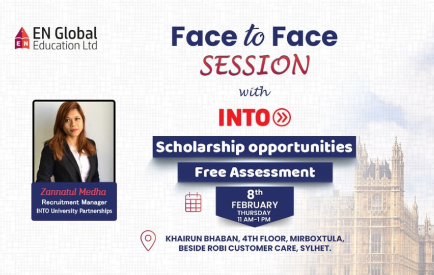 EN Global
Education Ltd
EN
Face to Face
SESSION
with
INTO
Scholarship opportunities
Free Assessment
8th
FEBRUARY
THURSDAY
11 AM-1 PM
Zannatul Medha
Recruitment Manager
INTO University Partnerships
KHAIRUN BHABAN, 4TH FLOOR, MIRBOXTULA,
BESIDE ROBI CUSTOMER CARE, SYLHET.